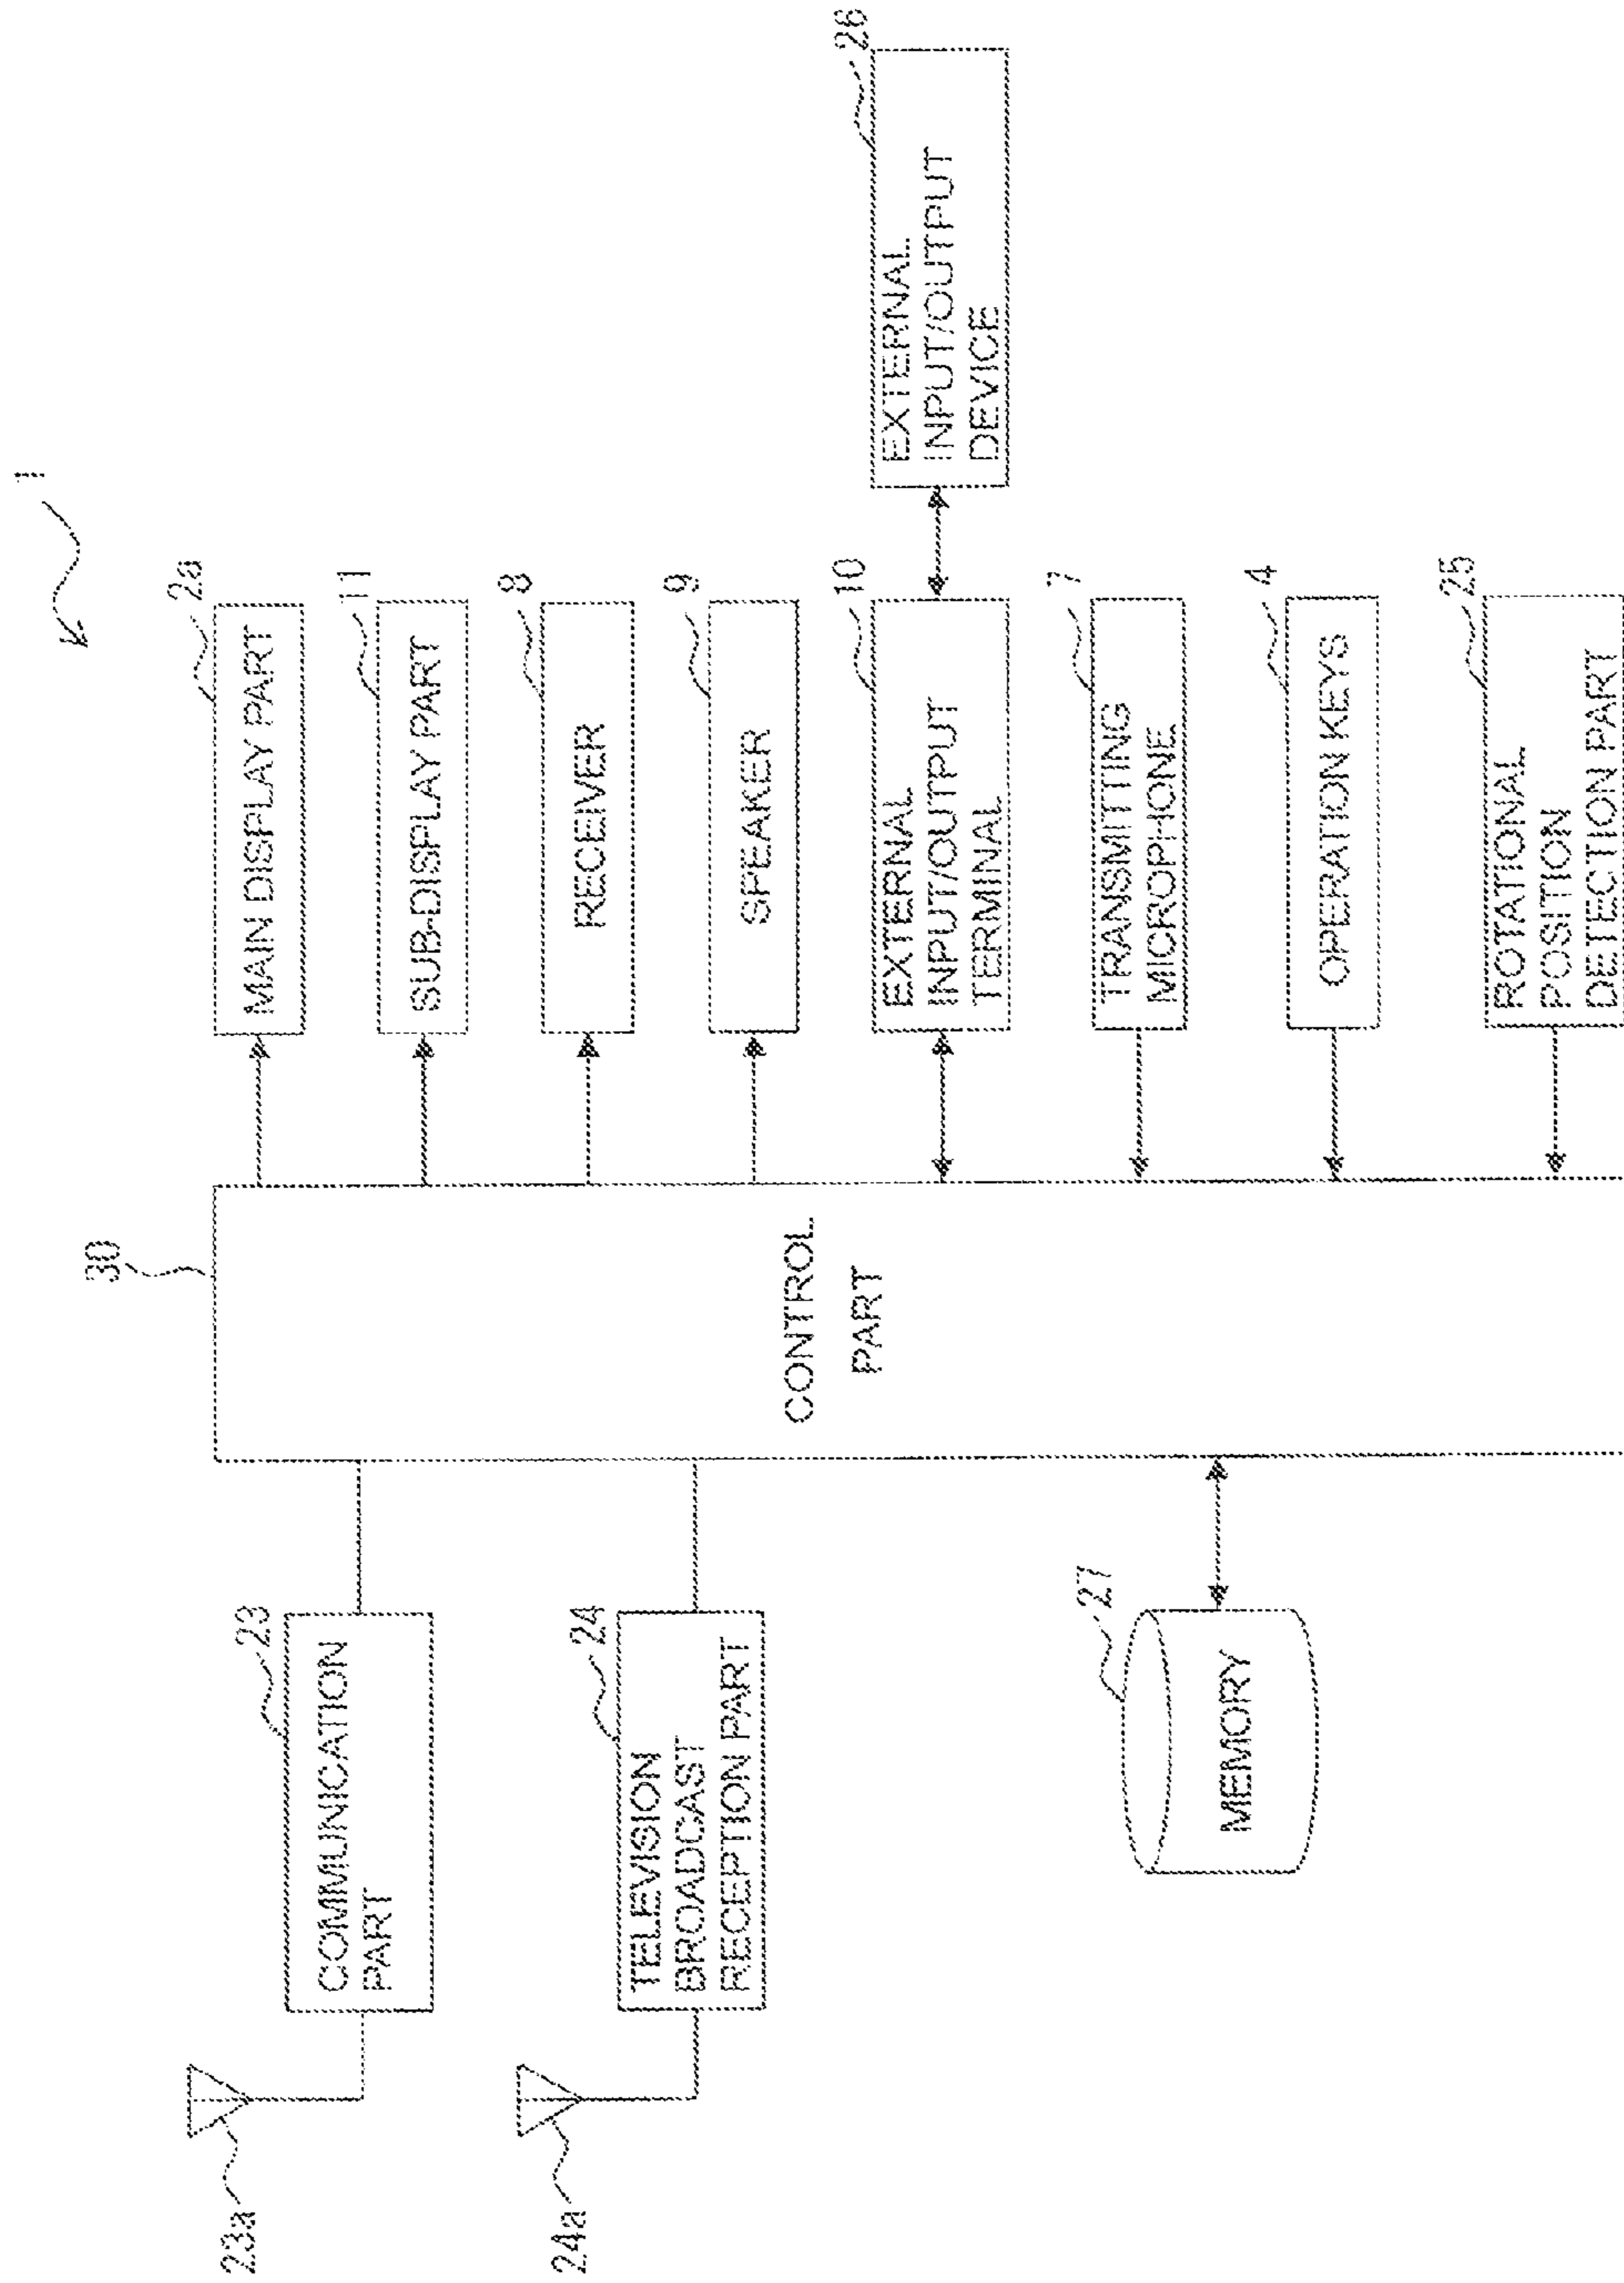 1
30
23a
23
COMMUNICATION
PART
24a
24
TELEVISION
BROADCAST
RECEPTION PART
27
MEMORY
CONTROL
PART
2a
MAIN DISPLAY PART
11
SUB-DISPLAY PART
8
RECEIVER
9
SPEAKER
10
EXTERNAL
INPUT/OUTPUT
TERMINAL
26
EXTERNAL
INPUT/OUTPUT
DEVICE
7
TRANSMITTING
MICROPHONE
4
OPERATION KEYS
25
ROTATIONAL
POSITION
DETECTION PART